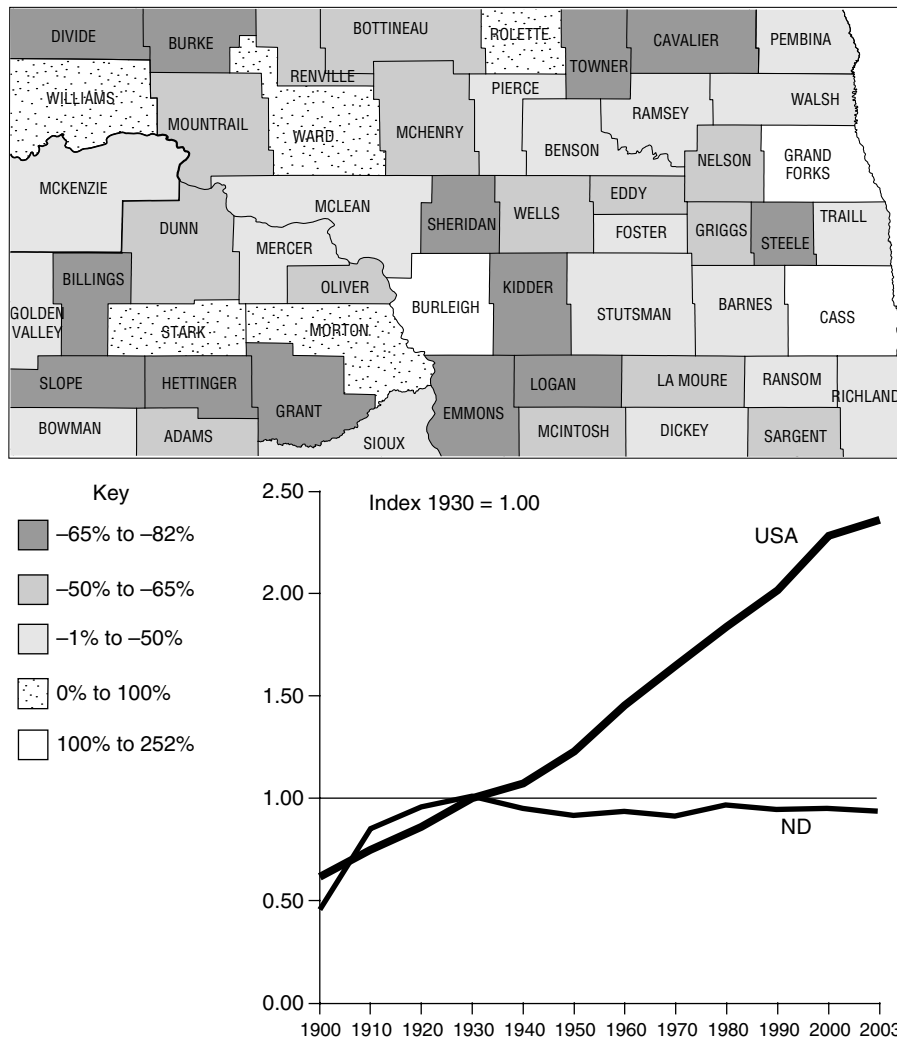 DIVIDE
BURKE
BOTTINEAU
ROLETTE
CAVALIER
PEMBINA
TOWNER
RENVILLE
PIERCE
WILLIAMS
WALSH
RAMSEY
MOUNTRAIL
WARD
MCHENRY
BENSON
NELSON
GRAND
FORKS
MCKENZIE
MCLEAN
EDDY
DUNN
SHERIDAN
WELLS
TRAILL
FOSTER
GRIGGS
STEELE
MERCER
BILLINGS
OLIVER
KIDDER
GOLDEN
VALLEY
BURLEIGH
STUTSMAN
BARNES
CASS
STARK
MORTON
SLOPE
HETTINGER
LOGAN
LA MOURE
RANSOM
RICHLAND
GRANT
EMMONS
BOWMAN
ADAMS
SIOUX
MCINTOSH
DICKEY
SARGENT
Key
–65% to –82%
–50% to –65%
–1% to –50%
0% to 100%
100% to 252%
Index 1930 = 1.00
2.50
2.00
1.50
1.00
0.50
0.00
USA
ND
1900 1910 1920 1930 1940 1950 1960 1970 1980 1990 2000 2003